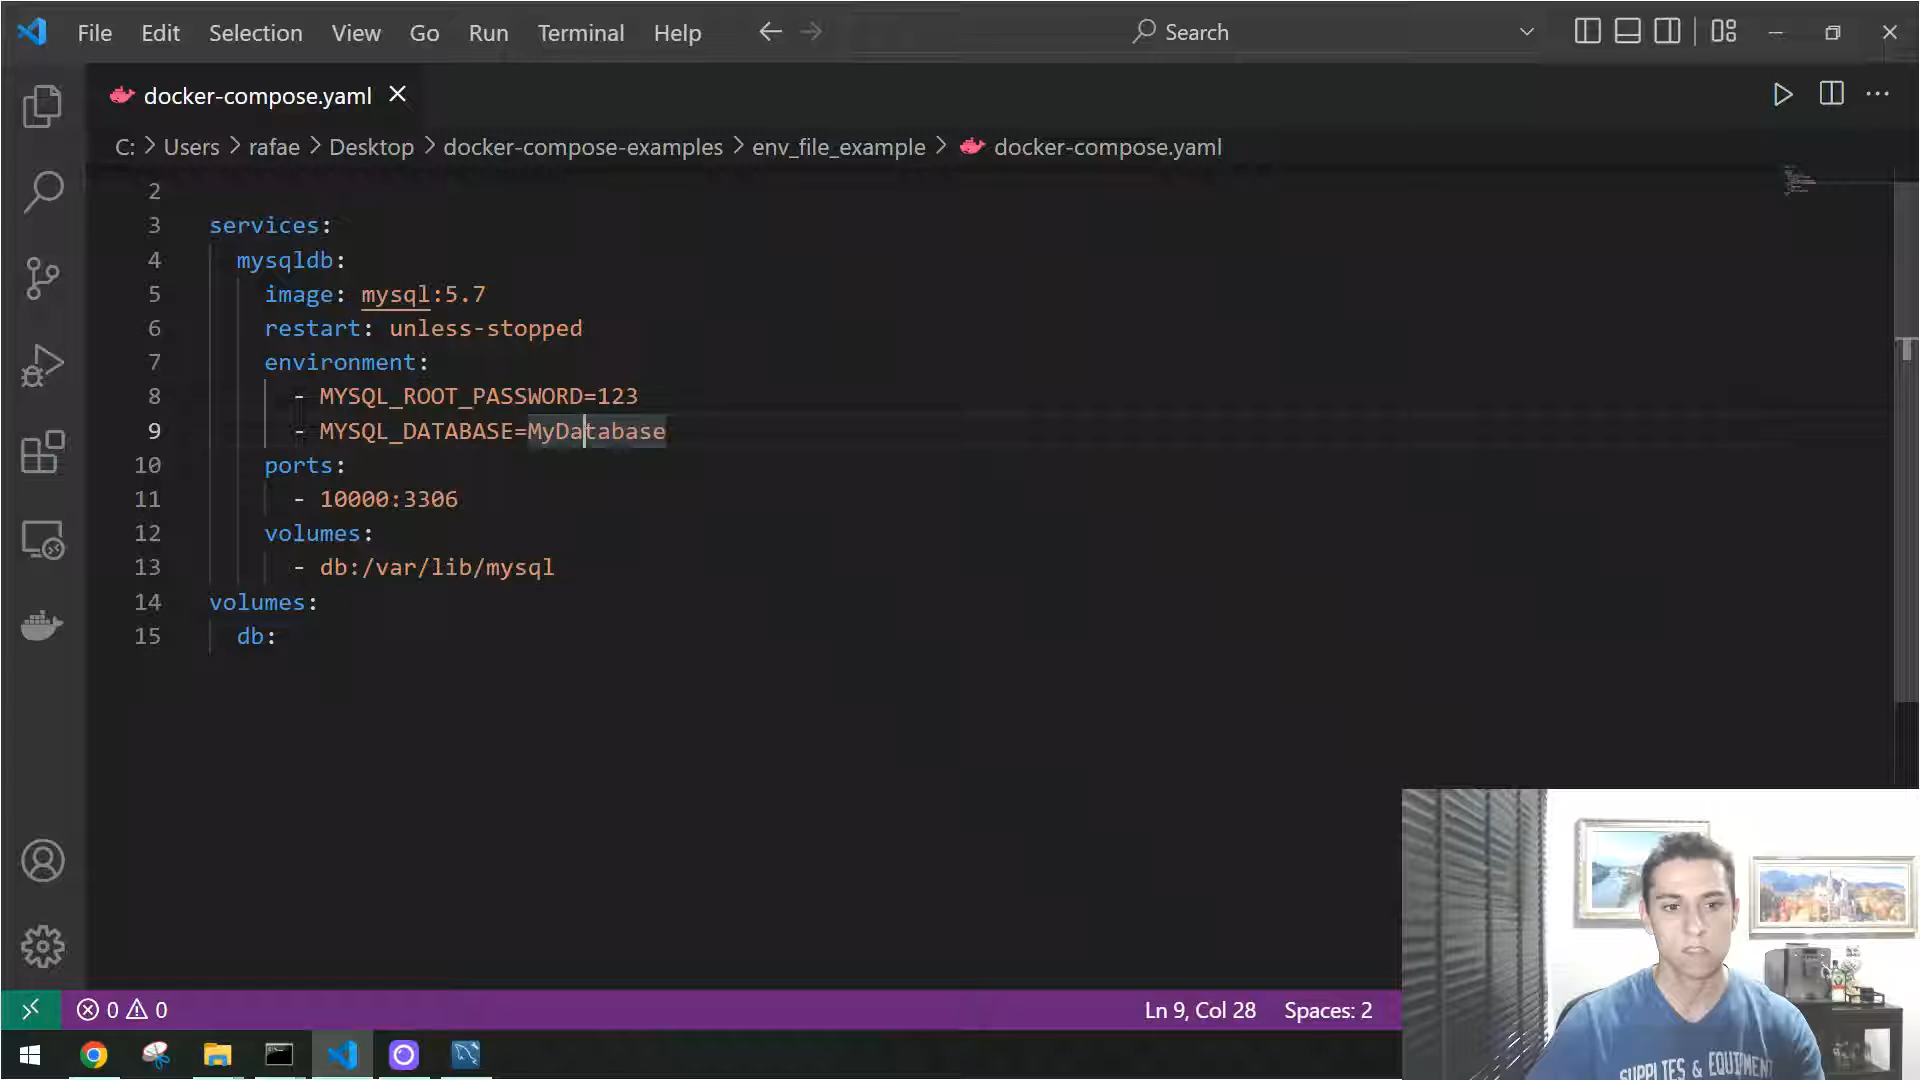 File Edit Selection View Go Run Terminal Help Search
docker-compose.yaml
C: > Users > rafae > Desktop > docker-compose-examples > env_file_example > docker-compose.yaml
2
3 services:
4 mysqldb:
5 image: mysql:5.7
6 restart: unless-stopped
7 environment:
8 - MYSQL_ROOT_PASSWORD=123
9 - MYSQL_DATABASE=MyDatabase
10 ports:
11 - 10000:3306
12 volumes:
13 - db:/var/lib/mysql
14 volumes:
15 db:
0 0 Ln 9, Col 28 Spaces: 2
SUPPLIES & EQUIPMENT